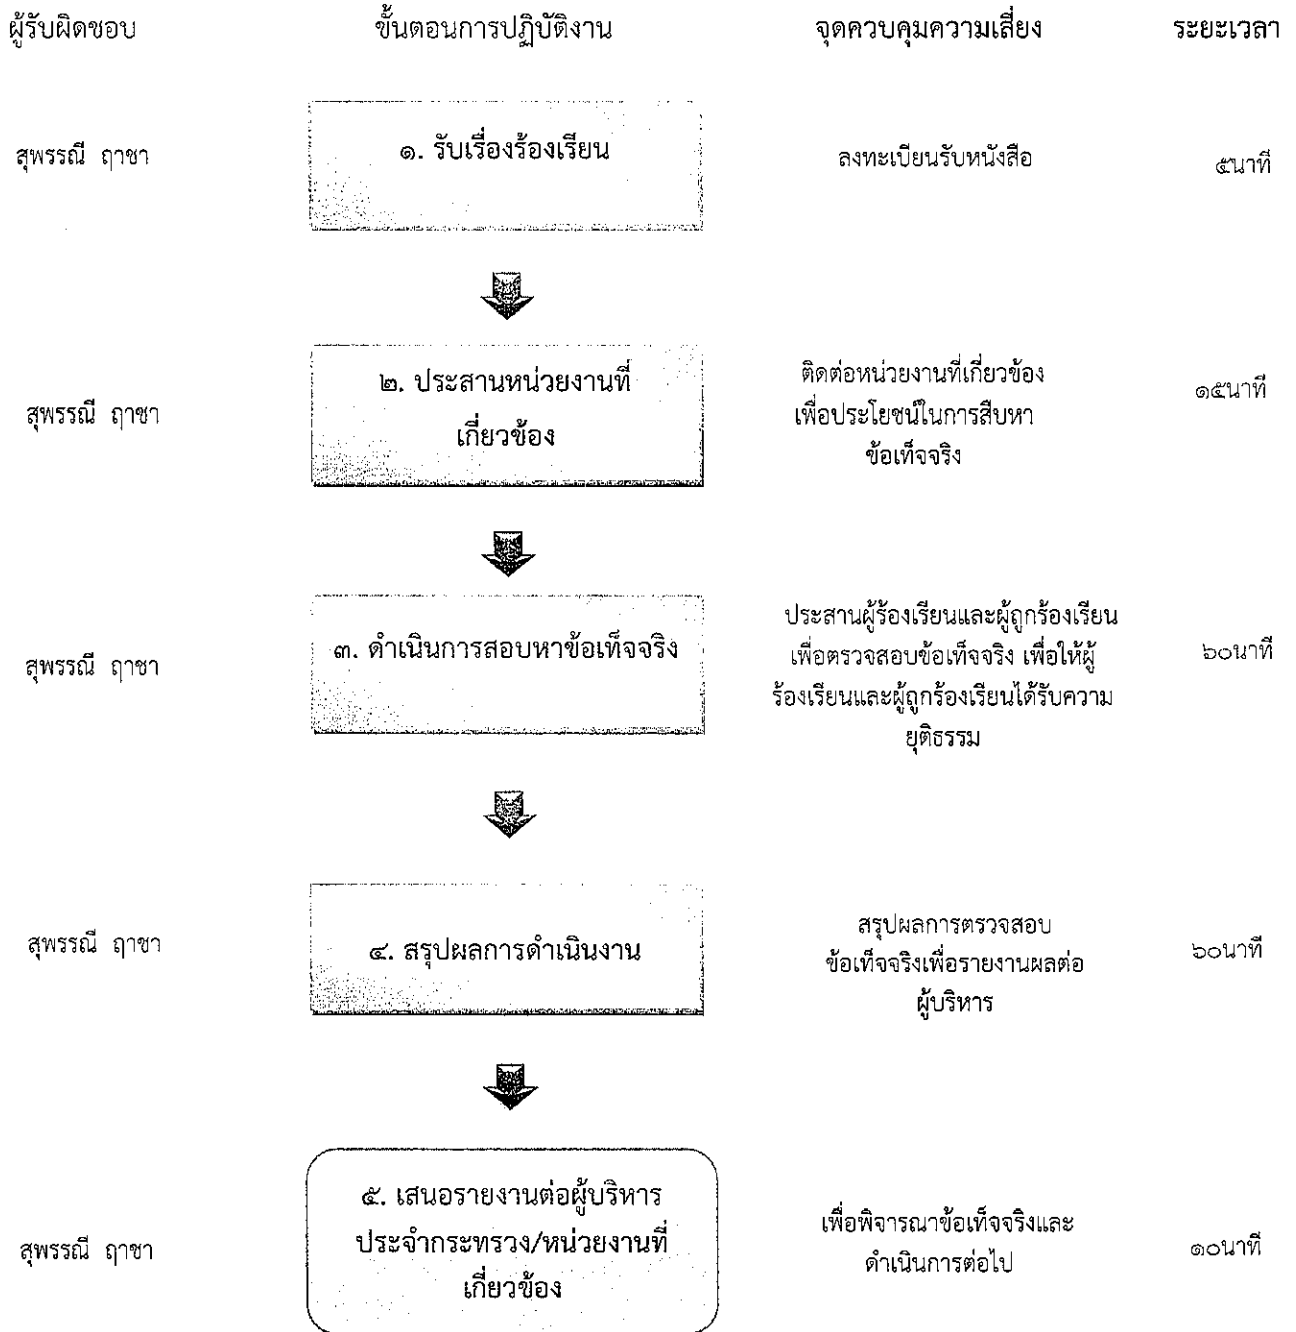 ผู้รับผิดชอบ ขั้นตอนการปฏิบัติงาน จุดควบคุมความเสี่ยง ระยะเวลา
สุพรรณี ฤาชา
๑. รับเรื่องร้องเรียน
ลงทะเบียนรับหนังสือ
๕นาที
สุพรรณี ฤาชา
๒. ประสานหน่วยงานที่
เกี่ยวข้อง
ติดต่อหน่วยงานที่เกี่ยวข้อง
เพื่อประโยชน์ในการสืบหา
ข้อเท็จจริง
๑๕นาที
สุพรรณี ฤาชา
๓. ดำเนินการสอบหาข้อเท็จจริง
ประสานผู้ร้องเรียนและผู้ถูกร้องเรียน
เพื่อตรวจสอบข้อเท็จจริง เพื่อให้ผู้
ร้องเรียนและผู้ถูกร้องเรียนได้รับความ
ยุติธรรม
๖๐นาที
สุพรรณี ฤาชา
๔. สรุปผลการดำเนินงาน
สรุปผลการตรวจสอบ
ข้อเท็จจริงเพื่อรายงานผลต่อ
ผู้บริหาร
๖๐นาที
สุพรรณี ฤาชา
๕. เสนอรายงานต่อผู้บริหาร
ประจำกระทรวง/หน่วยงานที่
เกี่ยวข้อง
เพื่อพิจารณาข้อเท็จจริงและ
ดำเนินการต่อไป
๑๐นาที